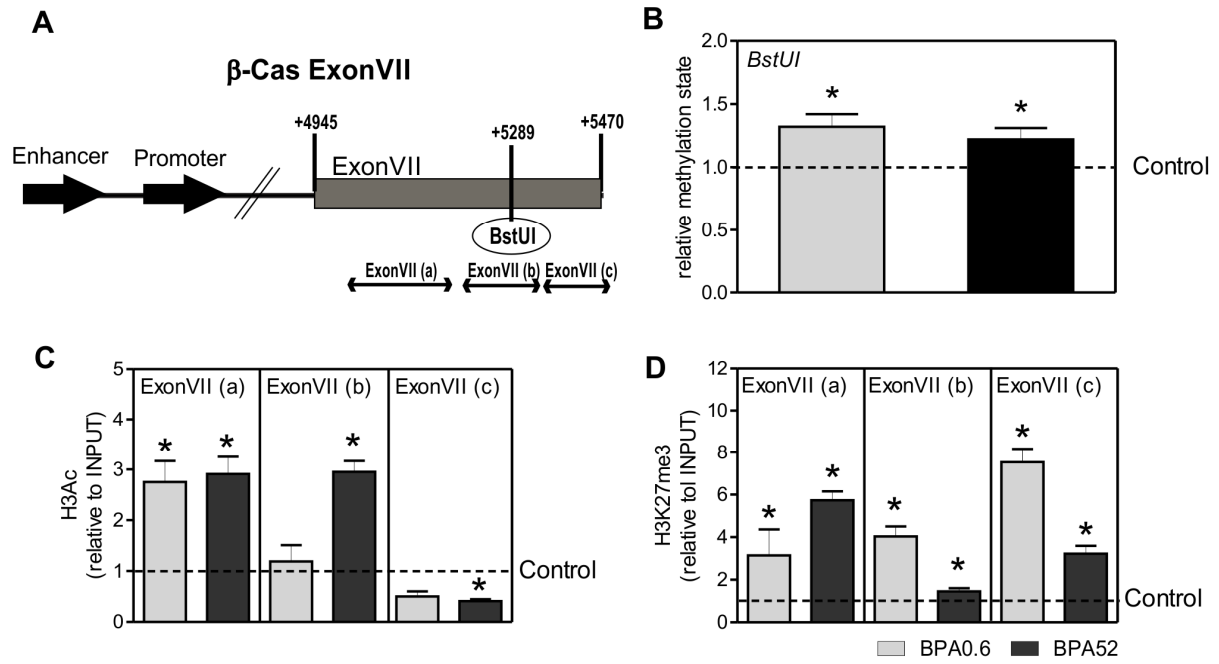 A
β-Cas ExonVII
+4945
+5289
+5470
Enhancer
Promoter
ExonVII
BstUI
ExonVII (a)
ExonVII (b)
ExonVII (c)
B
2.0
1.5
1.0
0.5
0.0
relative methylation state
BstUI
*
*
Control
C
5
4
3
2
1
0
H3Ac
(relative to INPUT)
ExonVII (a)
ExonVII (b)
ExonVII (c)
*
*
*
*
Control
D
12
10
8
6
4
2
0
H3K27me3
(relative tol INPUT)
ExonVII (a)
ExonVII (b)
ExonVII (c)
*
*
*
*
*
*
Control
BPA0.6
BPA52